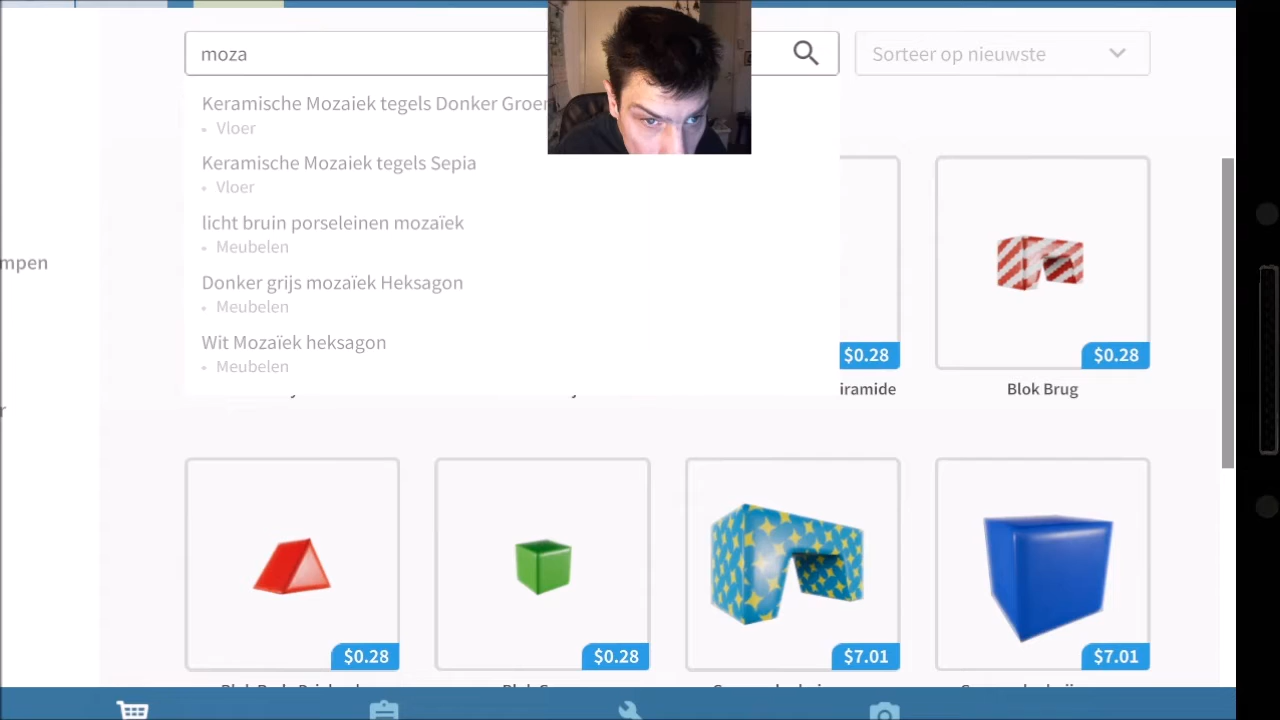 moza
Sorteer op nieuwste
Keramische Mozaiek tegels Donker Groen
Vloer
Keramische Mozaiek tegels Sepia
Vloer
licht bruin porseleinen mozaïek
Meubelen
Donker grijs mozaïek Heksagon
Meubelen
Wit Mozaïek heksagon
Meubelen
mpen
$0.28
$0.28
iramide
Blok Brug
$0.28
$0.28
$7.01
$7.01